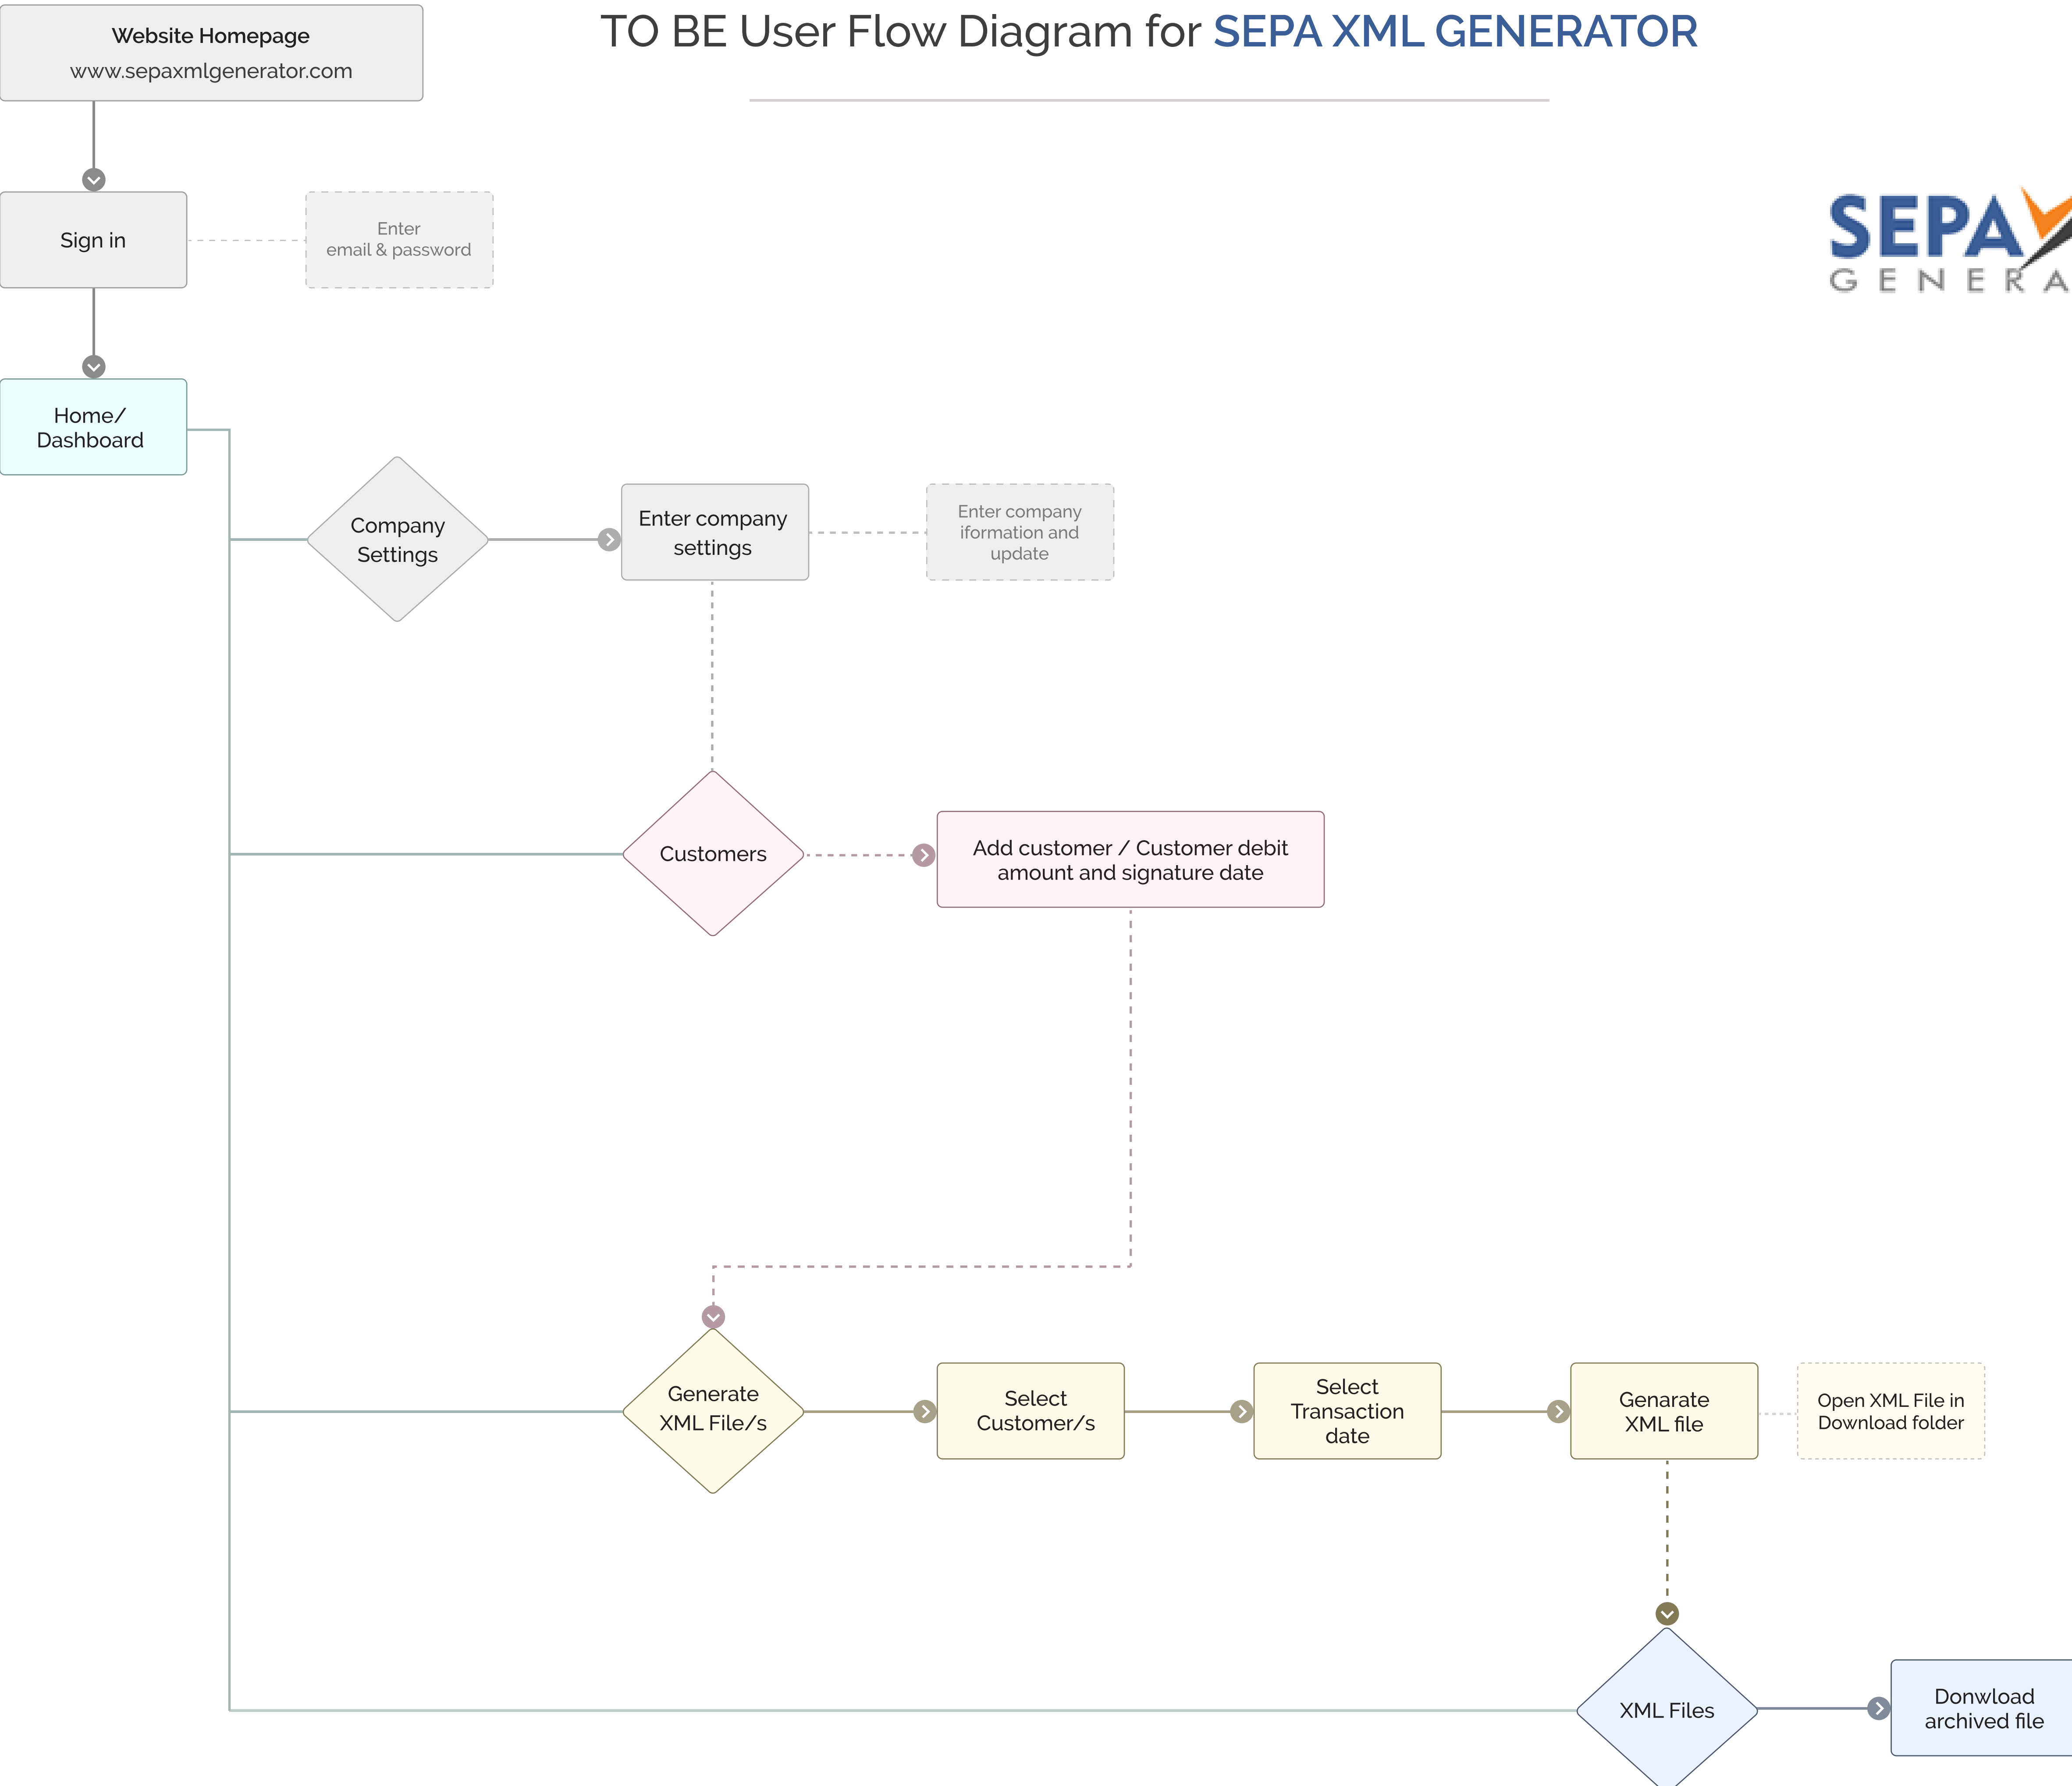 Website Homepage
www.sepaxmlgenerator.com
TO BE User Flow Diagram for SEPA XML GENERATOR
SEPA
GENERA
Sign in
Enter
email & password
Home/
Dashboard
Company
Settings
Enter company
settings
Enter company
iformation and
update
Customers
Add customer / Customer debit
amount and signature date
Generate
XML File/s
Select
Customer/s
Select
Transaction
date
Genarate
XML file
Open XML File in
Download folder
XML Files
Donwload
archived file